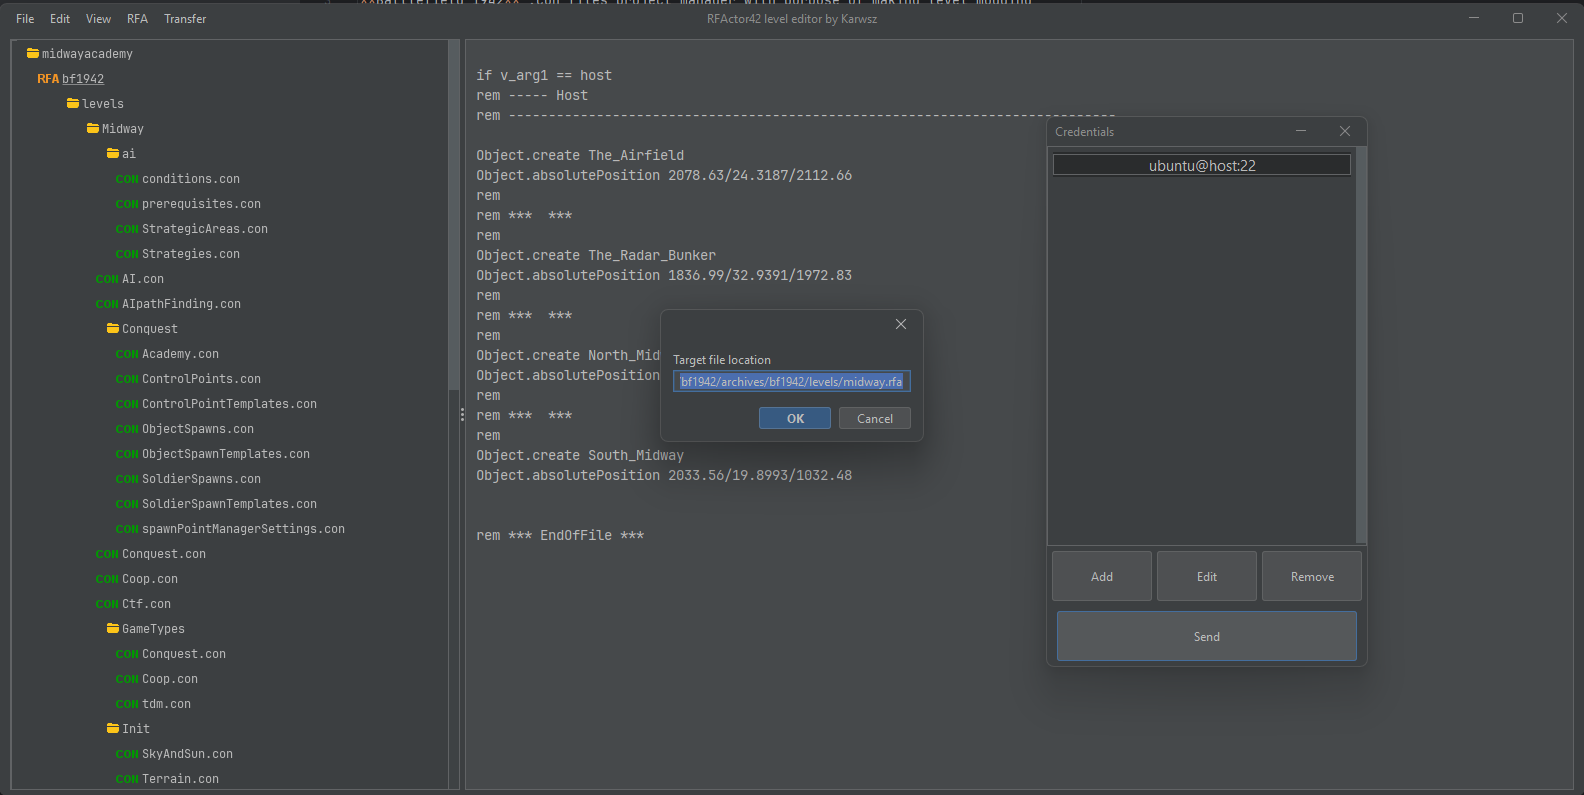 File Edit View RFA Transfer
RFActor42 level editor by Karwsz
midwayacademy
RFA bf1942
levels
Midway
ai
CON conditions.con
CON prerequisites.con
CON StrategicAreas.con
CON Strategies.con
CON AI.con
CON AIpathFinding.con
Conquest
CON Academy.con
CON ControlPoints.con
CON ControlPointTemplates.con
CON ObjectSpawns.con
CON ObjectSpawnTemplates.con
CON SoldierSpawns.con
CON SoldierSpawnTemplates.con
CON spawnPointManagerSettings.con
CON Conquest.con
CON Coop.con
CON Ctf.con
GameTypes
CON Conquest.con
CON Coop.con
CON tdm.con
Init
CON SkyAndSun.con
CON Terrain.con
if v_arg1 == host
rem ----- Host
rem ----------------------------------------------------------------------------
Object.create The_Airfield
Object.absolutePosition 2078.63/24.3187/2112.66
rem
rem *** ***
rem
Object.create The_Radar_Bunker
Object.absolutePosition 1836.99/32.9391/1972.83
rem
rem *** ***
rem
Object.create North_Mid
Object.absolutePosition
rem
rem *** ***
rem
Object.create South_Midway
Object.absolutePosition 2033.56/19.8993/1032.48
rem *** EndOfFile ***
Target file location
bf1942/archives/bf1942/levels/midway.rfa
OK Cancel
Credentials
ubuntu@host:22
Add Edit Remove
Send